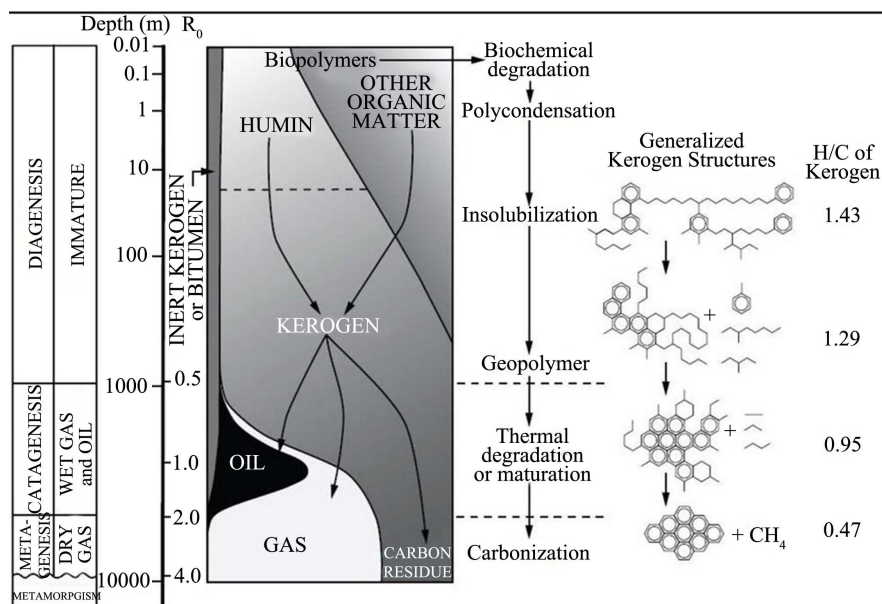 Depth (m) R₀
0.01
0.1
1
10
100
1000
10000
0.5
1.0
2.0
4.0
DIAGENESIS
IMMATURE
CATAGENESIS
WET GAS
and OIL
META-
GENESIS
DRY
GAS
METAMORPGISM
INERT KEROGEN
or BITUMEN
Biopolymers
HUMIN
OTHER
ORGANIC
MATTER
KEROGEN
OIL
GAS
CARBON
RESIDUE
Biochemical
degradation
Polycondensation
Insolubilization
Geopolymer
Thermal
degradation
or maturation
Carbonization
Generalized
Kerogen Structures
+
+
+ CH₄
H/C of
Kerogen
1.43
1.29
0.95
0.47